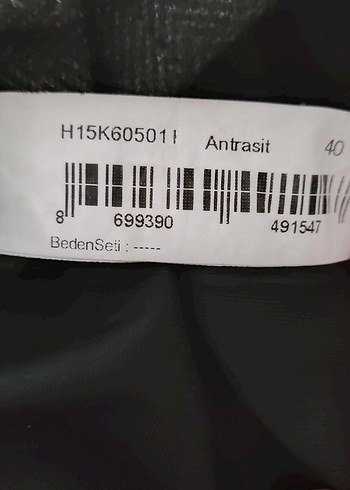 H15K60501I Antrasit 40
8 699390 491547
BedenSeti : -----